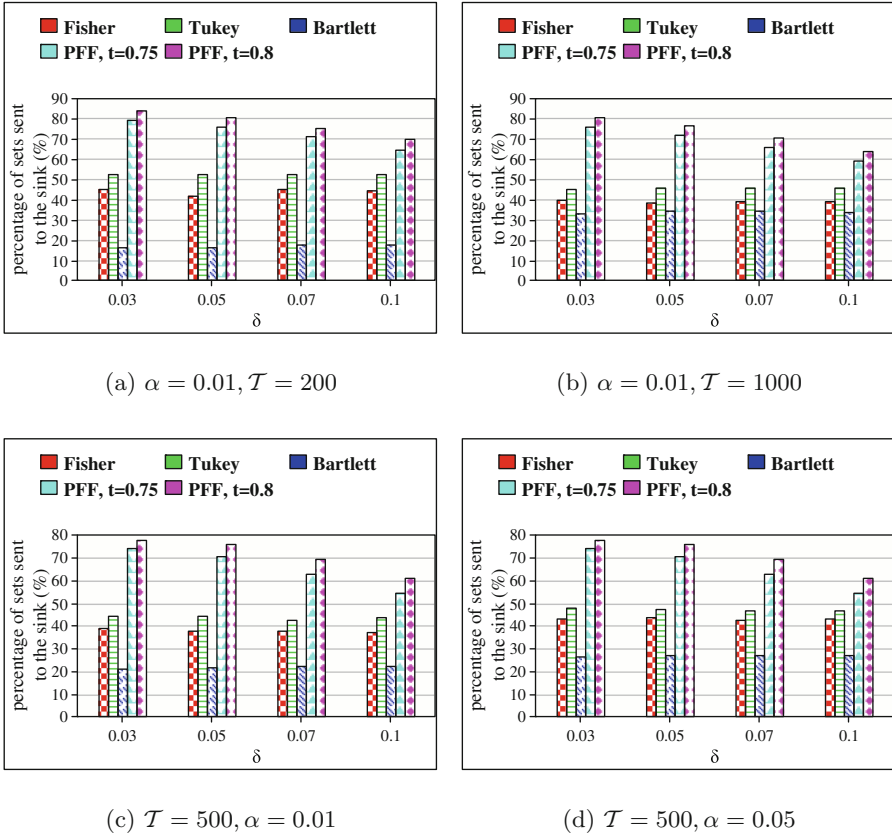 Fisher Tukey Bartlett
PFF, t=0.75 PFF, t=0.8
percentage of sets sent
to the sink (%)
90
80
70
60
50
40
30
20
10
0
0.03 0.05 0.07 0.1
δ
(a) α = 0.01, 𝒯 = 200
Fisher Tukey Bartlett
PFF, t=0.75 PFF, t=0.8
percentage of sets sent
to the sink (%)
90
80
70
60
50
40
30
20
10
0
0.03 0.05 0.07 0.1
δ
(b) α = 0.01, 𝒯 = 1000
Fisher Tukey Bartlett
PFF, t=0.75 PFF, t=0.8
percentage of sets sent
to the sink (%)
80
70
60
50
40
30
20
10
0
0.03 0.05 0.07 0.1
δ
(c) 𝒯 = 500, α = 0.01
Fisher Tukey Bartlett
PFF, t=0.75 PFF, t=0.8
percentage of sets sent
to the sink (%)
80
70
60
50
40
30
20
10
0
0.03 0.05 0.07 0.1
δ
(d) 𝒯 = 500, α = 0.05